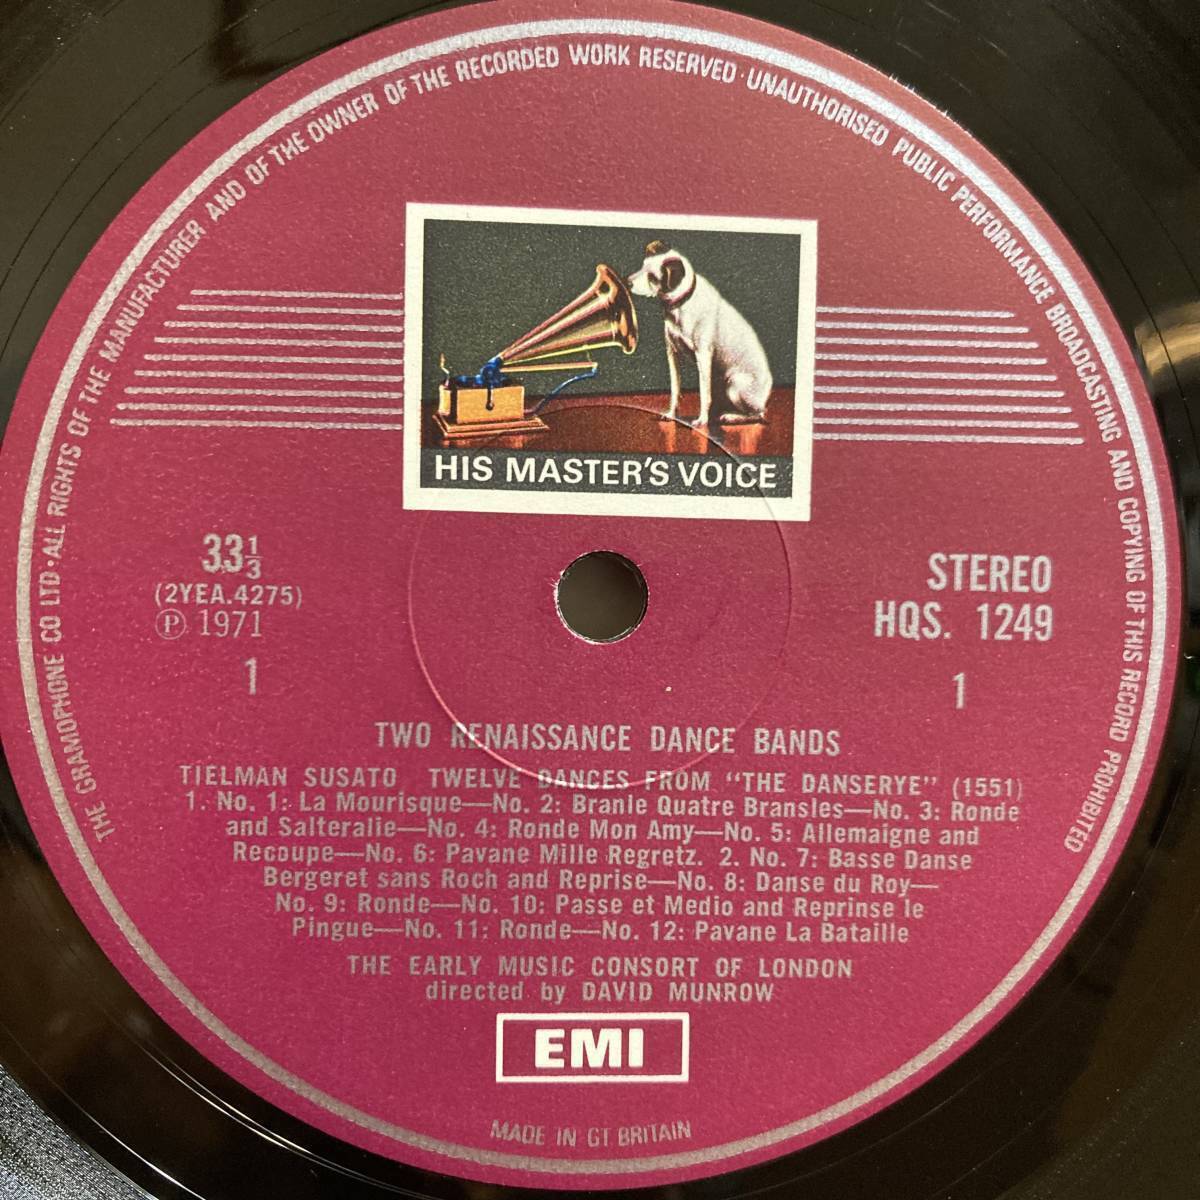 THE GRAMOPHONE CO LTD · ALL RIGHTS OF THE MANUFACTURER AND OF THE OWNER OF THE RECORDED WORK RESERVED · UNAUTHORISED PUBLIC PERFORMANCE BROADCASTING AND COPYING OF THIS RECORD PROHIBITED
HIS MASTER'S VOICE
33⅓
(2YEA.4275)
℗ 1971
1
STEREO
HQS. 1249
1
TWO RENAISSANCE DANCE BANDS
TIELMAN SUSATO TWELVE DANCES FROM "THE DANSERYE" (1551)
1. No. 1: La Mourisque—No. 2: Branle Quatre Bransles—No. 3: Ronde
and Salteralie—No. 4: Ronde Mon Amy—No. 5: Allemaigne and
Recoupe—No. 6: Pavane Mille Regretz. 2. No. 7: Basse Danse
Bergeret sans Roch and Reprise—No. 8: Danse du Roy—
No. 9: Ronde—No. 10: Passe et Medio and Reprinse le
Pingue—No. 11: Ronde—No. 12: Pavane La Bataille
THE EARLY MUSIC CONSORT OF LONDON
directed by DAVID MUNROW
EMI
MADE IN GT BRITAIN